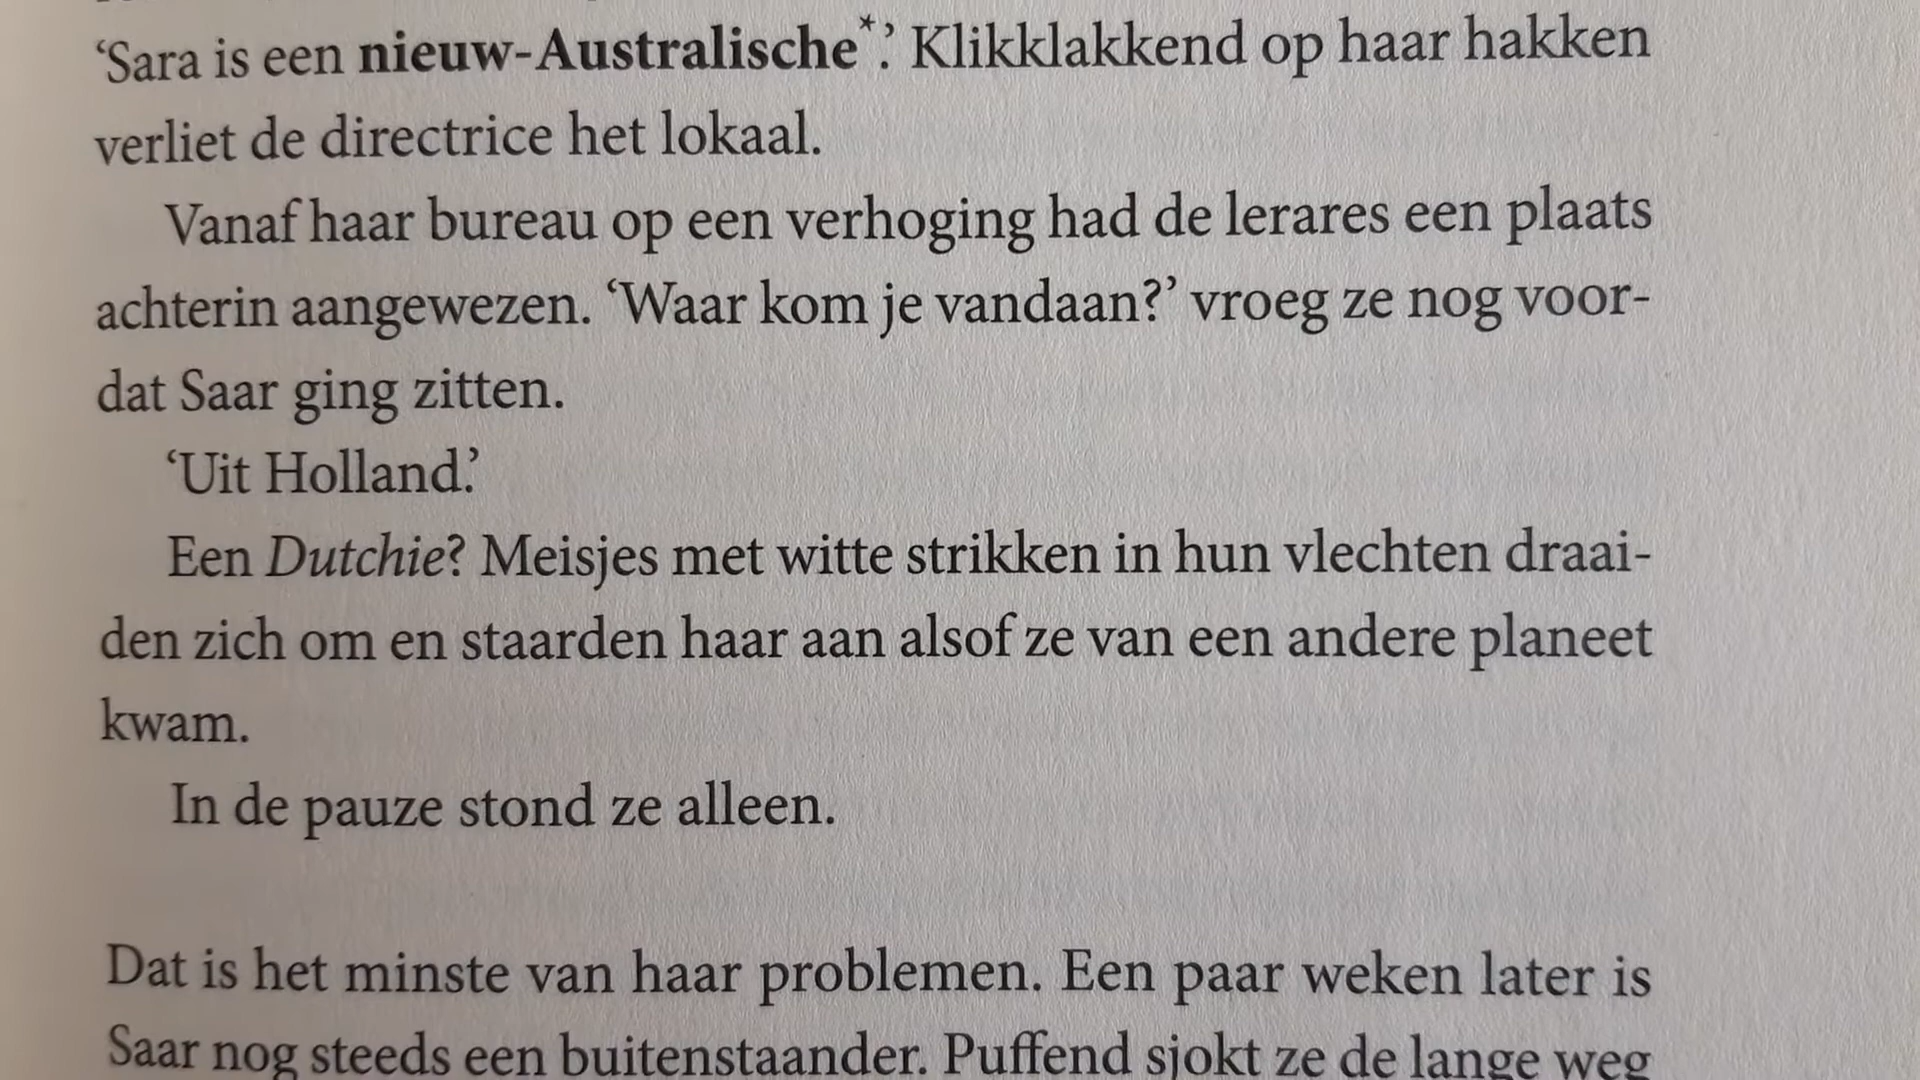 ‘Sara is een nieuw-Australische*.’ Klikklakkend op haar hakken
verliet de directrice het lokaal.
Vanaf haar bureau op een verhoging had de lerares een plaats
achterin aangewezen. ‘Waar kom je vandaan?’ vroeg ze nog voor-
dat Saar ging zitten.
‘Uit Holland.’
Een Dutchie? Meisjes met witte strikken in hun vlechten draai-
den zich om en staarden haar aan alsof ze van een andere planeet
kwam.
In de pauze stond ze alleen.
Dat is het minste van haar problemen. Een paar weken later is
Saar nog steeds een buitenstaander. Puffend sjokt ze de lange weg